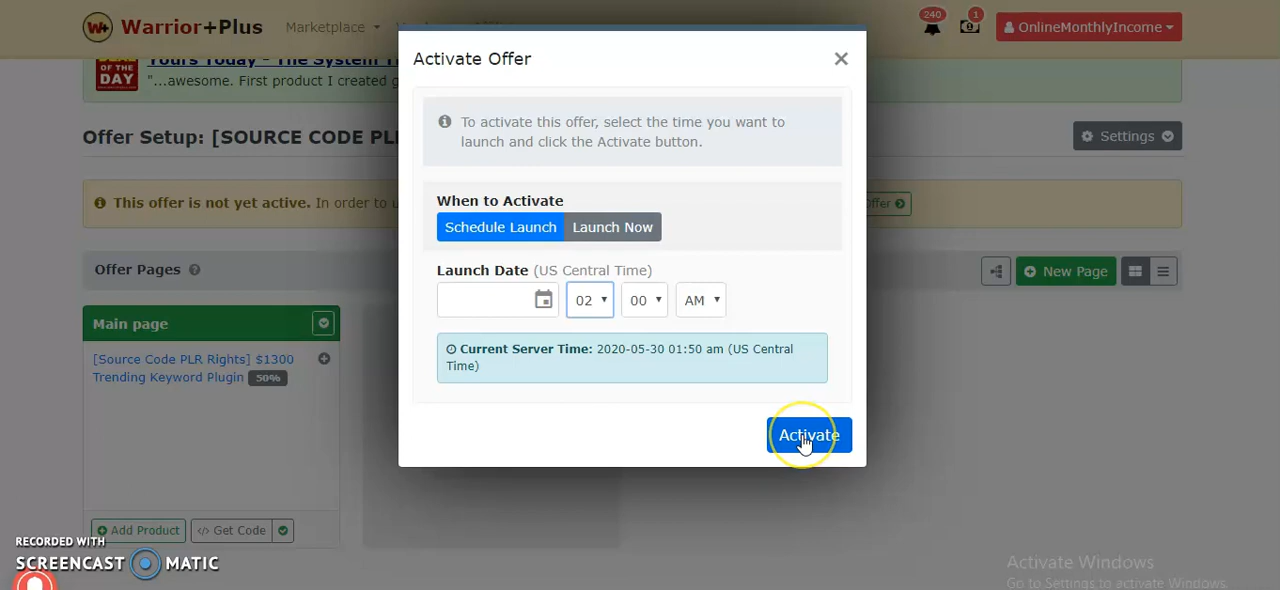 Warrior+Plus
Marketplace
240
1
OnlineMonthlyIncome
DEAL OF THE DAY
Yours Today - The System
"...awesome. First product I created g
Offer Setup: [SOURCE CODE PL
Settings
This offer is not yet active. In order to u
Offer
Offer Pages
New Page
Main page
[Source Code PLR Rights] $1300
Trending Keyword Plugin 50%
Add Product
</> Get Code
Activate Offer
×
To activate this offer, select the time you want to
launch and click the Activate button.
When to Activate
Schedule Launch
Launch Now
Launch Date (US Central Time)
02
00
AM
Current Server Time: 2020-05-30 01:50 am (US Central
Time)
Activate
RECORDED WITH
SCREENCAST MATIC
Activate Windows
Go to Settings to activate Windows.